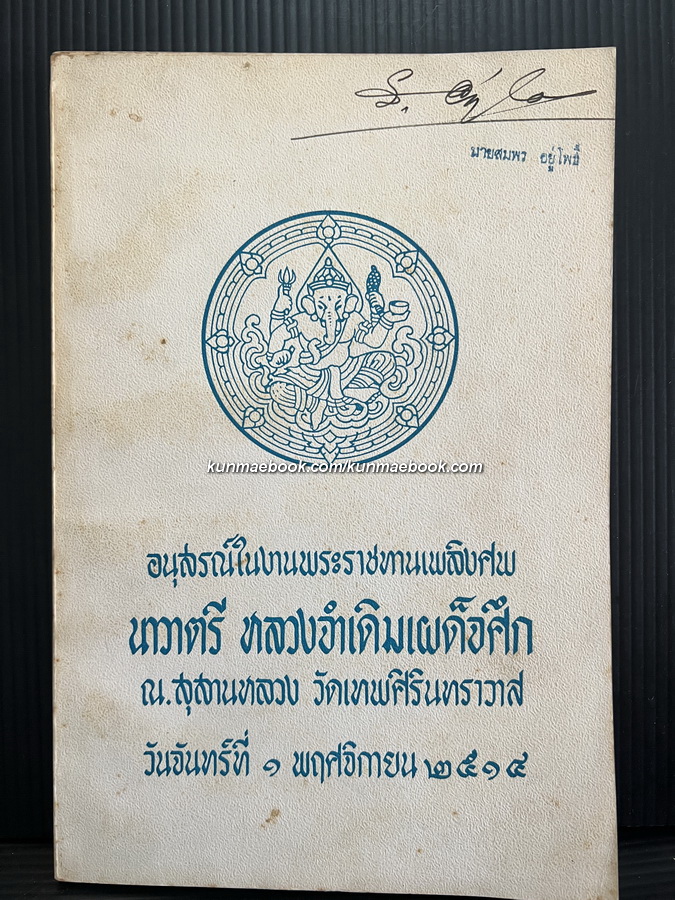 นายสมพร อยู่โพธิ์
kunmaebook.com/kunmaebook.com
อนุสรณ์ในงานพระราชทานเพลิงศพ
นาวาตรี หลวงอำเดิมเผด็จศึก
ณ.สุสานหลวง วัดเทพศิรินทราวาส
วันจันทร์ที่ ๑ พฤศจิกายน ๒๕๑๔